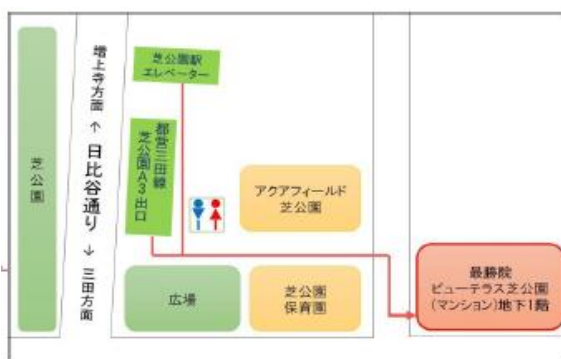 芝公園
増上寺方面
↑
日比谷通り
↓
三田方面
芝公園駅
エレベーター
都営三田線
芝公園A3出口
アクアフィールド
芝公園
広場
芝公園
保育園
最勝院
ビューテラス芝公園
(マンション)地下1階